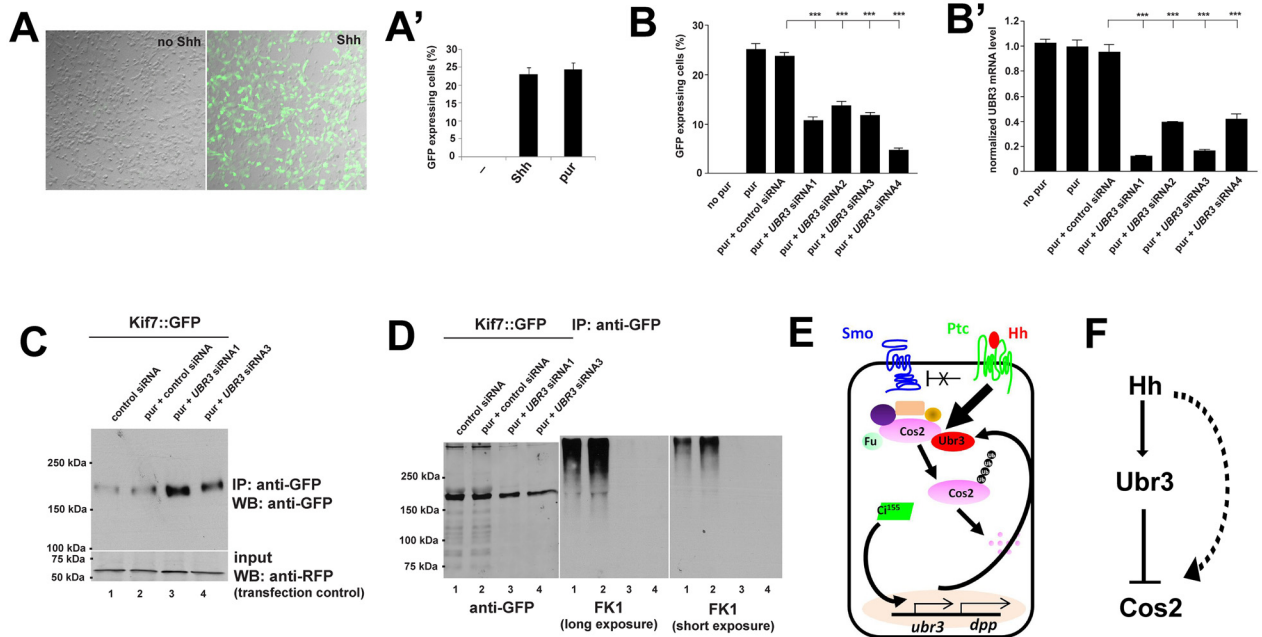 A
no Shh
Shh
A'
GFP expressing cells (%)
30
25
20
15
10
5
0
–
Shh
pur
B
*** *** *** ***
GFP expressing cells (%)
30
25
20
15
10
5
0
no pur
pur
pur + control siRNA
pur + UBR3 siRNA1
pur + UBR3 siRNA2
pur + UBR3 siRNA3
pur + UBR3 siRNA4
B'
*** *** *** ***
normalized UBR3 mRNA level
1.2
1.0
0.8
0.6
0.4
0.2
0
no pur
pur
pur + control siRNA
pur + UBR3 siRNA1
pur + UBR3 siRNA2
pur + UBR3 siRNA3
pur + UBR3 siRNA4
C
Kif7::GFP
control siRNA
pur + control siRNA
pur + UBR3 siRNA1
pur + UBR3 siRNA3
250 kDa
150 kDa
100 kDa
75 kDa
50 kDa
IP: anti-GFP
WB: anti-GFP
input
WB: anti-RFP
(transfection control)
1 2 3 4
D
Kif7::GFP IP: anti-GFP
control siRNA
pur + control siRNA
pur + UBR3 siRNA1
pur + UBR3 siRNA3
250 kDa
150 kDa
100 kDa
75 kDa
1 2 3 4 1 2 3 4 1 2 3 4
anti-GFP
FK1
(long exposure)
FK1
(short exposure)
E
Smo
Ptc
Hh
Cos2
Fu
Ubr3
Ub Ub Ub Ub
Cos2
Ci155
ubr3
dpp
F
Hh
Ubr3
Cos2